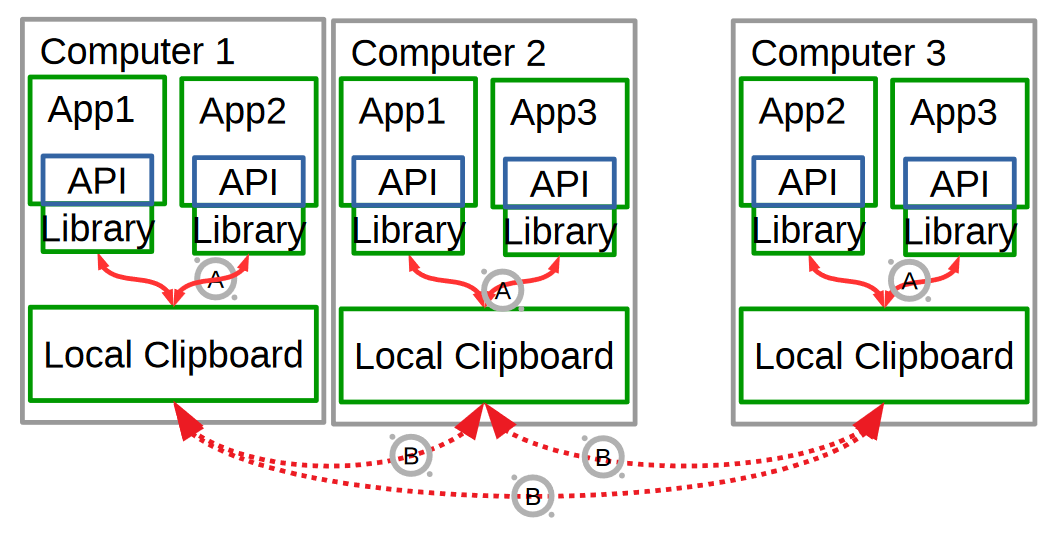 Computer 1
App1
App2
API
API
Library
Library
A
Local Clipboard
Computer 2
App1
App3
API
API
Library
Library
A
Local Clipboard
Computer 3
App2
App3
API
API
Library
Library
A
Local Clipboard
B
B
B